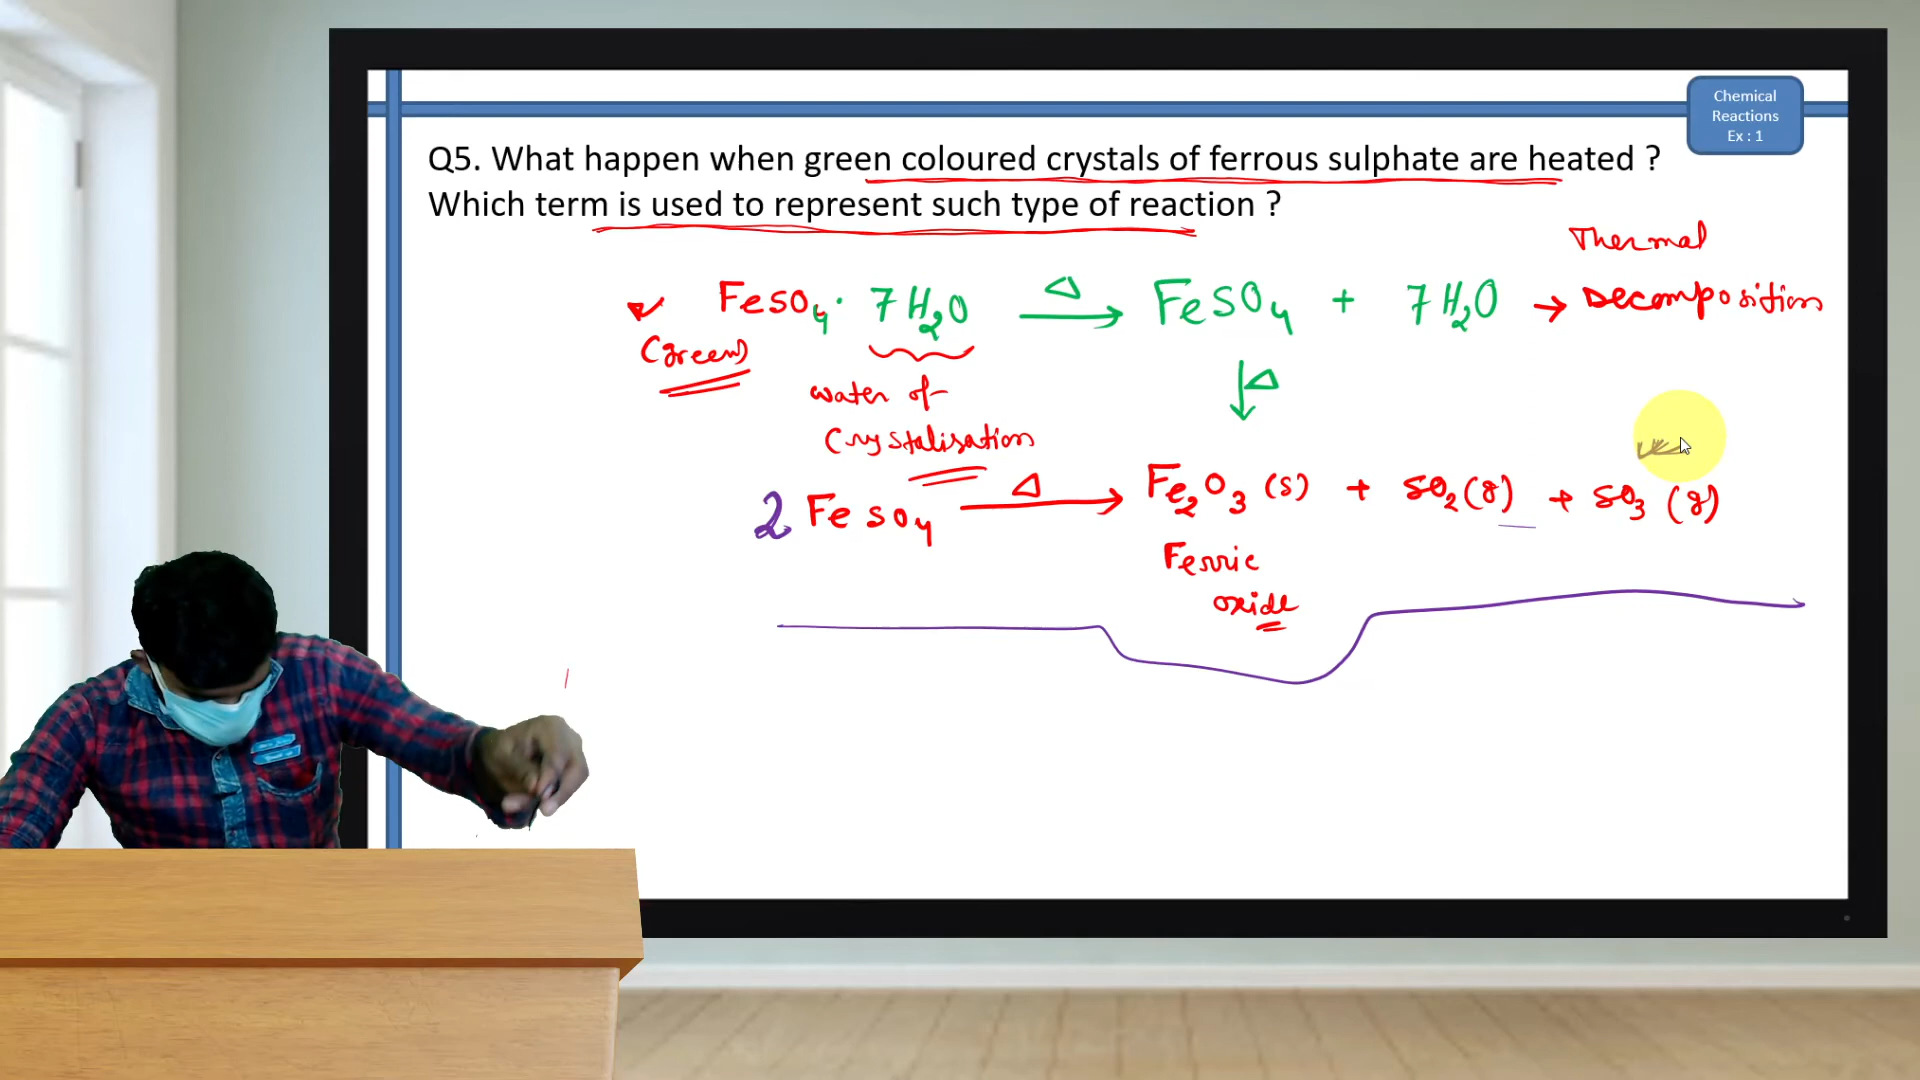 Chemical
Reactions
Ex : 1
Q5. What happen when green coloured crystals of ferrous sulphate are heated ?
Which term is used to represent such type of reaction ?
Thermal
FeSO₄ · 7H₂O —Δ→ FeSO₄ + 7H₂O → Decomposition
(Green)
Δ
water of
Crystalisation
2 FeSO₄ —Δ→ Fe₂O₃ (s) + SO₂ (g) + SO₃ (g)
Ferric
oxide